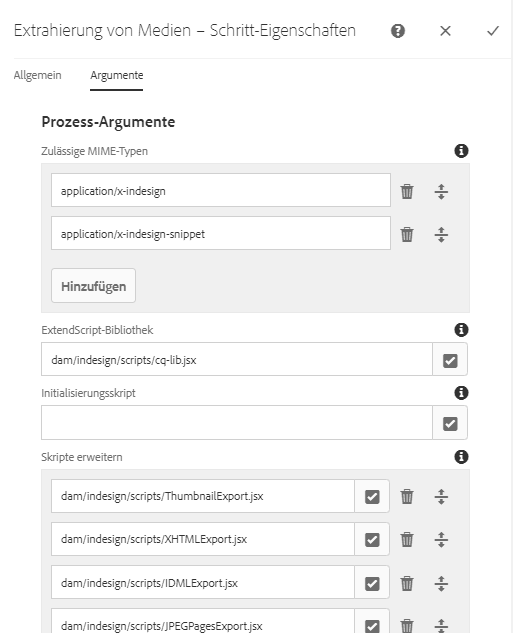 Extrahierung von Medien – Schritt-Eigenschaften
Allgemein Argumente
Prozess-Argumente
Zulässige MIME-Typen
application/x-indesign
application/x-indesign-snippet
Hinzufügen
ExtendScript-Bibliothek
dam/indesign/scripts/cq-lib.jsx
Initialisierungsskript
Skripte erweitern
dam/indesign/scripts/ThumbnailExport.jsx
dam/indesign/scripts/XHTMLExport.jsx
dam/indesign/scripts/IDMLExport.jsx
dam/indesign/scripts/JPEGPagesExport.jsx